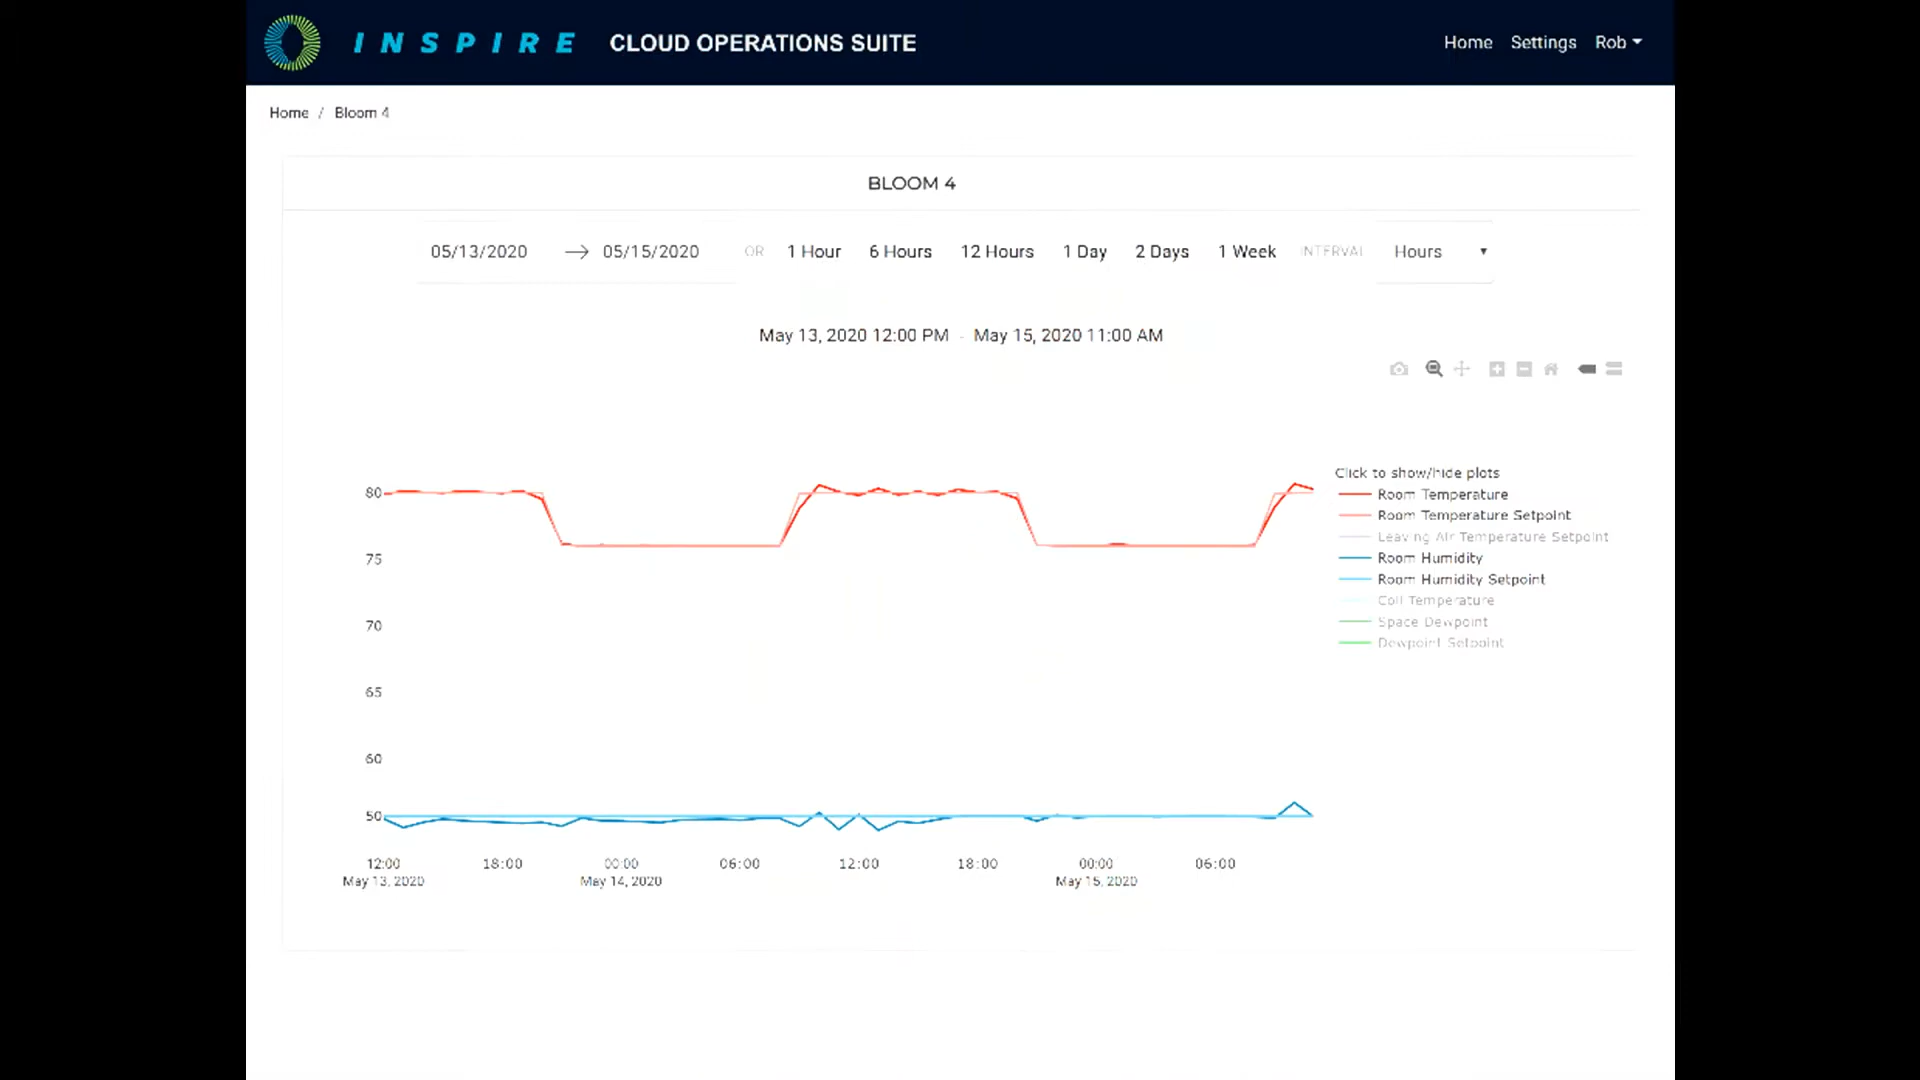 INSPIRE CLOUD OPERATIONS SUITE Home Settings Rob
Home / Bloom 4
BLOOM 4
05/13/2020 → 05/15/2020 OR 1 Hour 6 Hours 12 Hours 1 Day 2 Days 1 Week INTERVAL Hours
May 13, 2020 12:00 PM - May 15, 2020 11:00 AM
Click to show/hide plots
Room Temperature
Room Temperature Setpoint
Leaving Air Temperature Setpoint
Room Humidity
Room Humidity Setpoint
Coil Temperature
Space Dewpoint
Dewpoint Setpoint
80
75
70
65
60
50
12:00 18:00 00:00 06:00 12:00 18:00 00:00 06:00
May 13, 2020 May 14, 2020 May 15, 2020